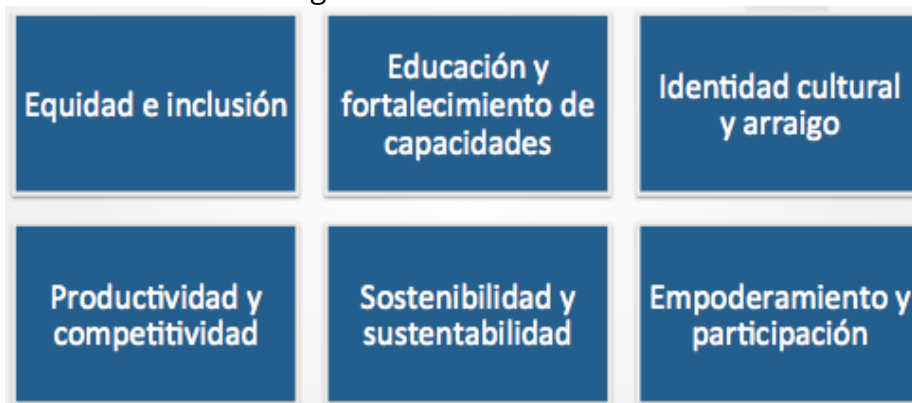 Equidad e inclusión
Educación y
fortalecimiento de
capacidades
Identidad cultural
y arraigo
Productividad y
competitividad
Sostenibilidad y
sustentabilidad
Empoderamiento y
participación